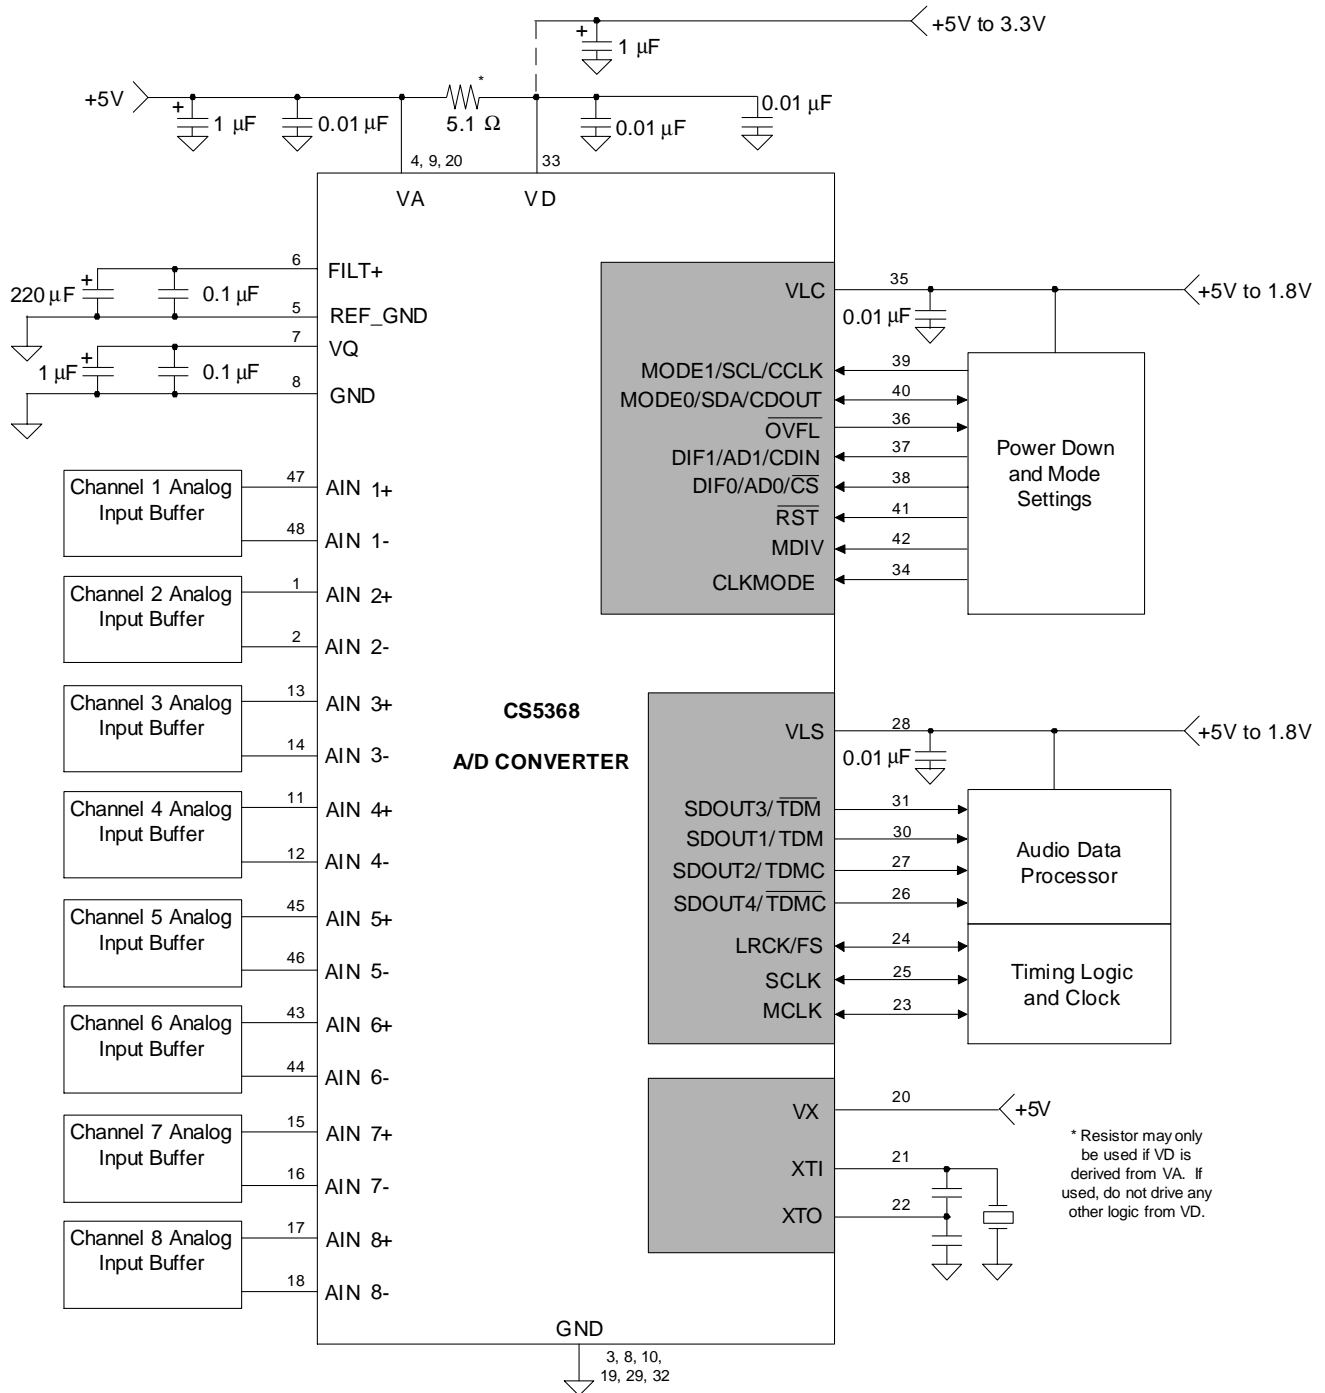 +5V to 3.3V
+
1 µF
*
+5V
+
1 µF
0.01 µF
5.1 Ω
0.01 µF
0.01 µF
4, 9, 20
33
VA
VD
6
FILT+
220 µF
+
0.1 µF
5
REF_GND
7
VQ
1 µF
+
0.1 µF
8
GND
Channel 1 Analog
Input Buffer
47
AIN 1+
48
AIN 1-
Channel 2 Analog
Input Buffer
1
AIN 2+
2
AIN 2-
Channel 3 Analog
Input Buffer
13
AIN 3+
14
AIN 3-
Channel 4 Analog
Input Buffer
11
AIN 4+
12
AIN 4-
Channel 5 Analog
Input Buffer
45
AIN 5+
46
AIN 5-
Channel 6 Analog
Input Buffer
43
AIN 6+
44
AIN 6-
Channel 7 Analog
Input Buffer
15
AIN 7+
16
AIN 7-
Channel 8 Analog
Input Buffer
17
AIN 8+
18
AIN 8-
CS5368
A/D CONVERTER
VLC
35
0.01 µF
+5V to 1.8V
MODE1/SCL/CCLK
39
MODE0/SDA/CDOUT
40
OVFL
36
DIF1/AD1/CDIN
37
DIF0/AD0/CS
38
RST
41
MDIV
42
CLKMODE
34
Power Down
and Mode
Settings
VLS
28
0.01 µF
+5V to 1.8V
SDOUT3/ TDM
31
SDOUT1/ TDM
30
SDOUT2/ TDMC
27
SDOUT4/ TDMC
26
LRCK/FS
24
SCLK
25
MCLK
23
Audio Data
Processor
Timing Logic
and Clock
VX
20
+5V
XTI
21
XTO
22
* Resistor may only
be used if VD is
derived from VA. If
used, do not drive any
other logic from VD.
GND
3, 8, 10,
19, 29, 32